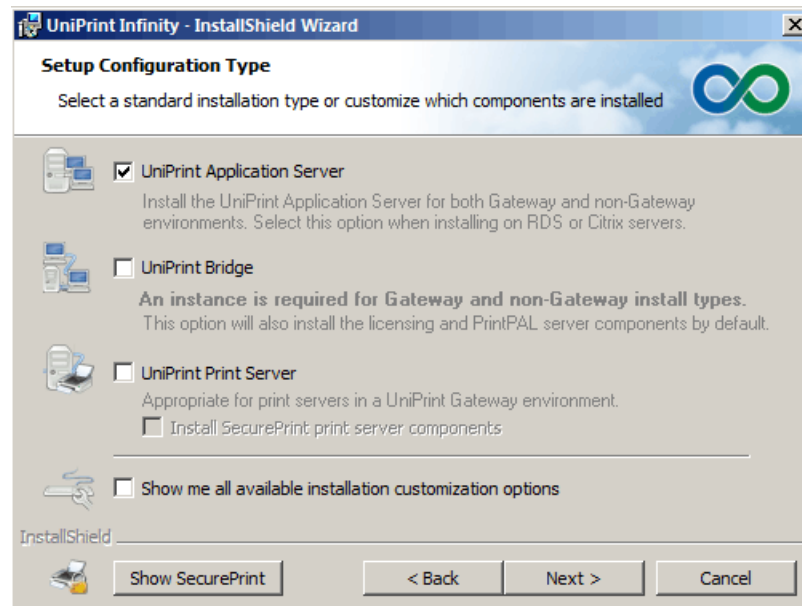 UniPrint Infinity - InstallShield Wizard
Setup Configuration Type
Select a standard installation type or customize which components are installed
UniPrint Application Server
Install the UniPrint Application Server for both Gateway and non-Gateway
environments. Select this option when installing on RDS or Citrix servers.
UniPrint Bridge
An instance is required for Gateway and non-Gateway install types.
This option will also install the licensing and PrintPAL server components by default.
UniPrint Print Server
Appropriate for print servers in a UniPrint Gateway environment.
Install SecurePrint print server components
Show me all available installation customization options
InstallShield
Show SecurePrint
< Back
Next >
Cancel